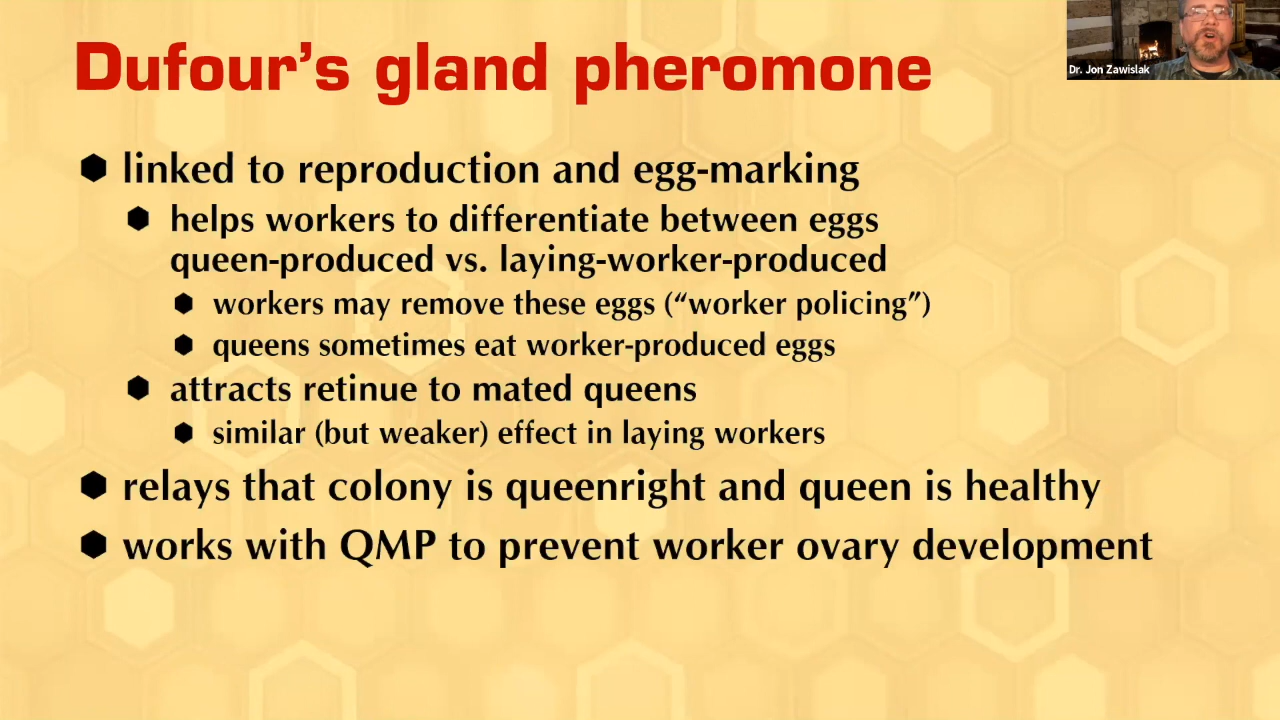 Dufour’s gland pheromone
Dr. Jon Zawislak
linked to reproduction and egg-marking
helps workers to differentiate between eggs
queen-produced vs. laying-worker-produced
workers may remove these eggs (“worker policing”)
queens sometimes eat worker-produced eggs
attracts retinue to mated queens
similar (but weaker) effect in laying workers
relays that colony is queenright and queen is healthy
works with QMP to prevent worker ovary development